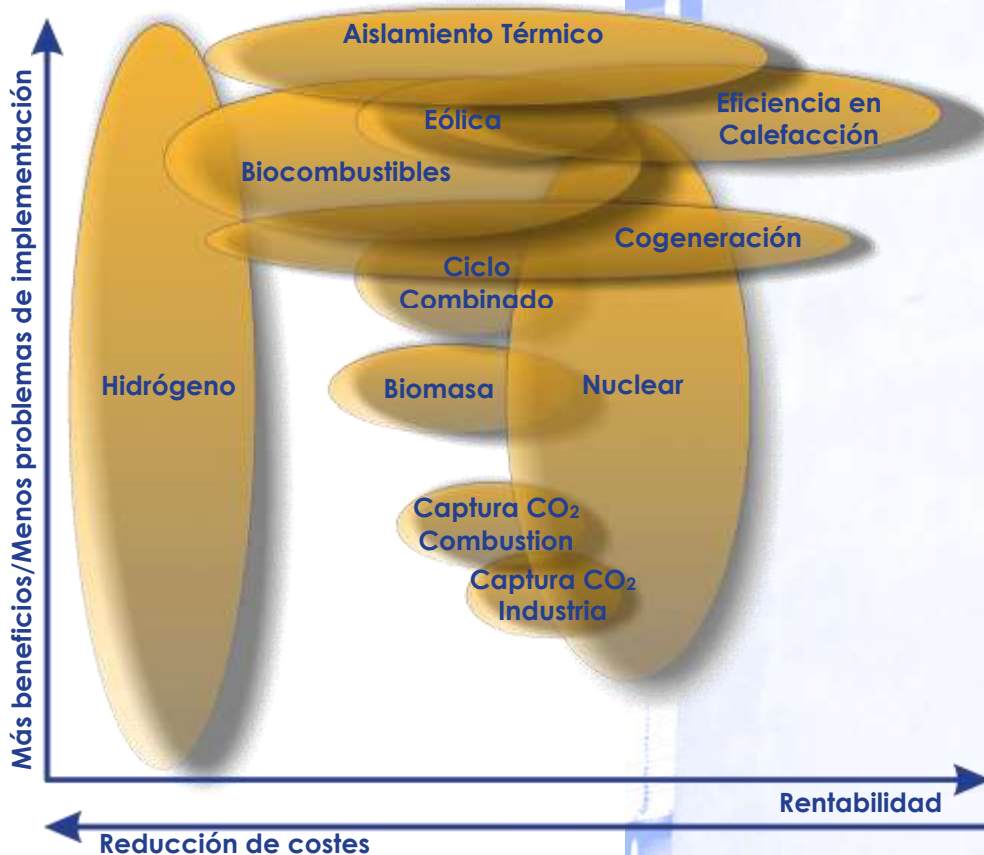 Más beneficios/Menos problemas de implementación
Aislamiento Térmico
Eficiencia en
Calefacción
Eólica
Biocombustibles
Cogeneración
Ciclo
Combinado
Hidrógeno
Biomasa
Nuclear
Captura CO₂
Combustion
Captura CO₂
Industria
Rentabilidad
Reducción de costes